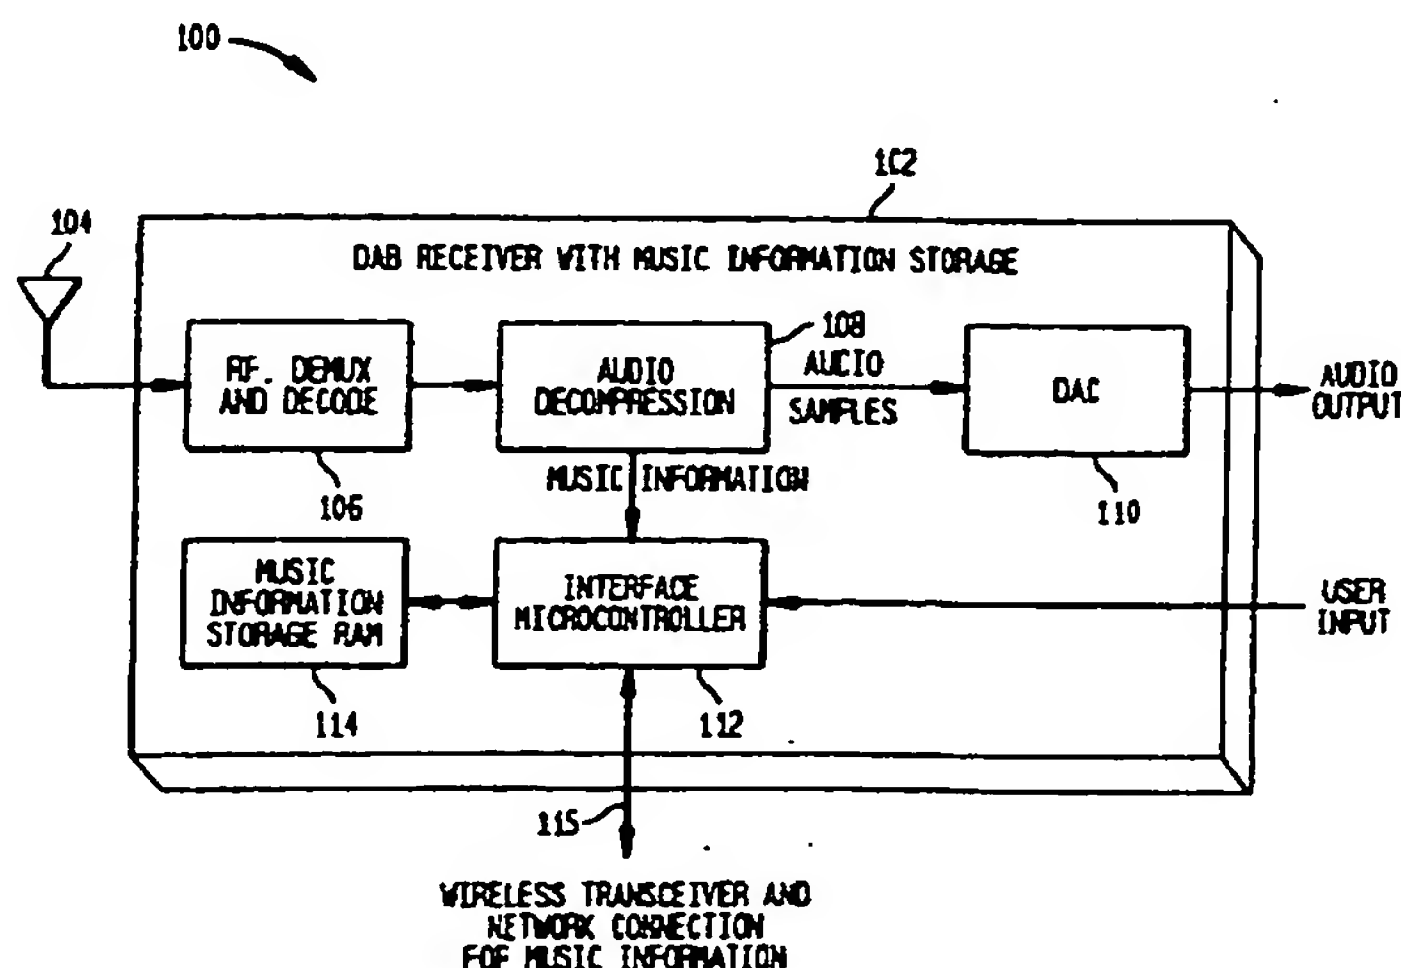 100
102
104
DAB RECEIVER WITH MUSIC INFORMATION STORAGE
RF. DEMUX
AND DECODE
106
AUDIO
DECOMPRESSION
108
AUDIO
SAMPLES
DAC
110
AUDIO
OUTPUT
MUSIC INFORMATION
MUSIC
INFORMATION
STORAGE RAM
114
INTERFACE
MICROCONTROLLER
112
USER
INPUT
115
WIRELESS TRANSCEIVER AND
NETWORK CONNECTION
FOR MUSIC INFORMATION